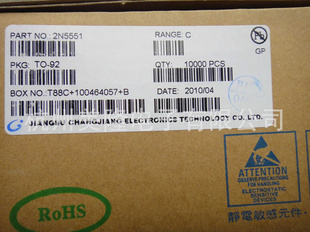 PART NO: 2N5551
RANGE: C
Pb
GP
PKG: TO-92
QTY: 10000 PCS
BOX NO: T88C+100464057+B
DATE: 2010/04
JIANGSU CHANGJIANG ELECTRONICS TECHNOLOGY CO.LTD.
ATTENTION
OBSERVE PRECAUTIONS
FOR HANDLING
ELECTROSTATIC
SENSITIVE
DEVICES
RoHS
靜電敏感元件